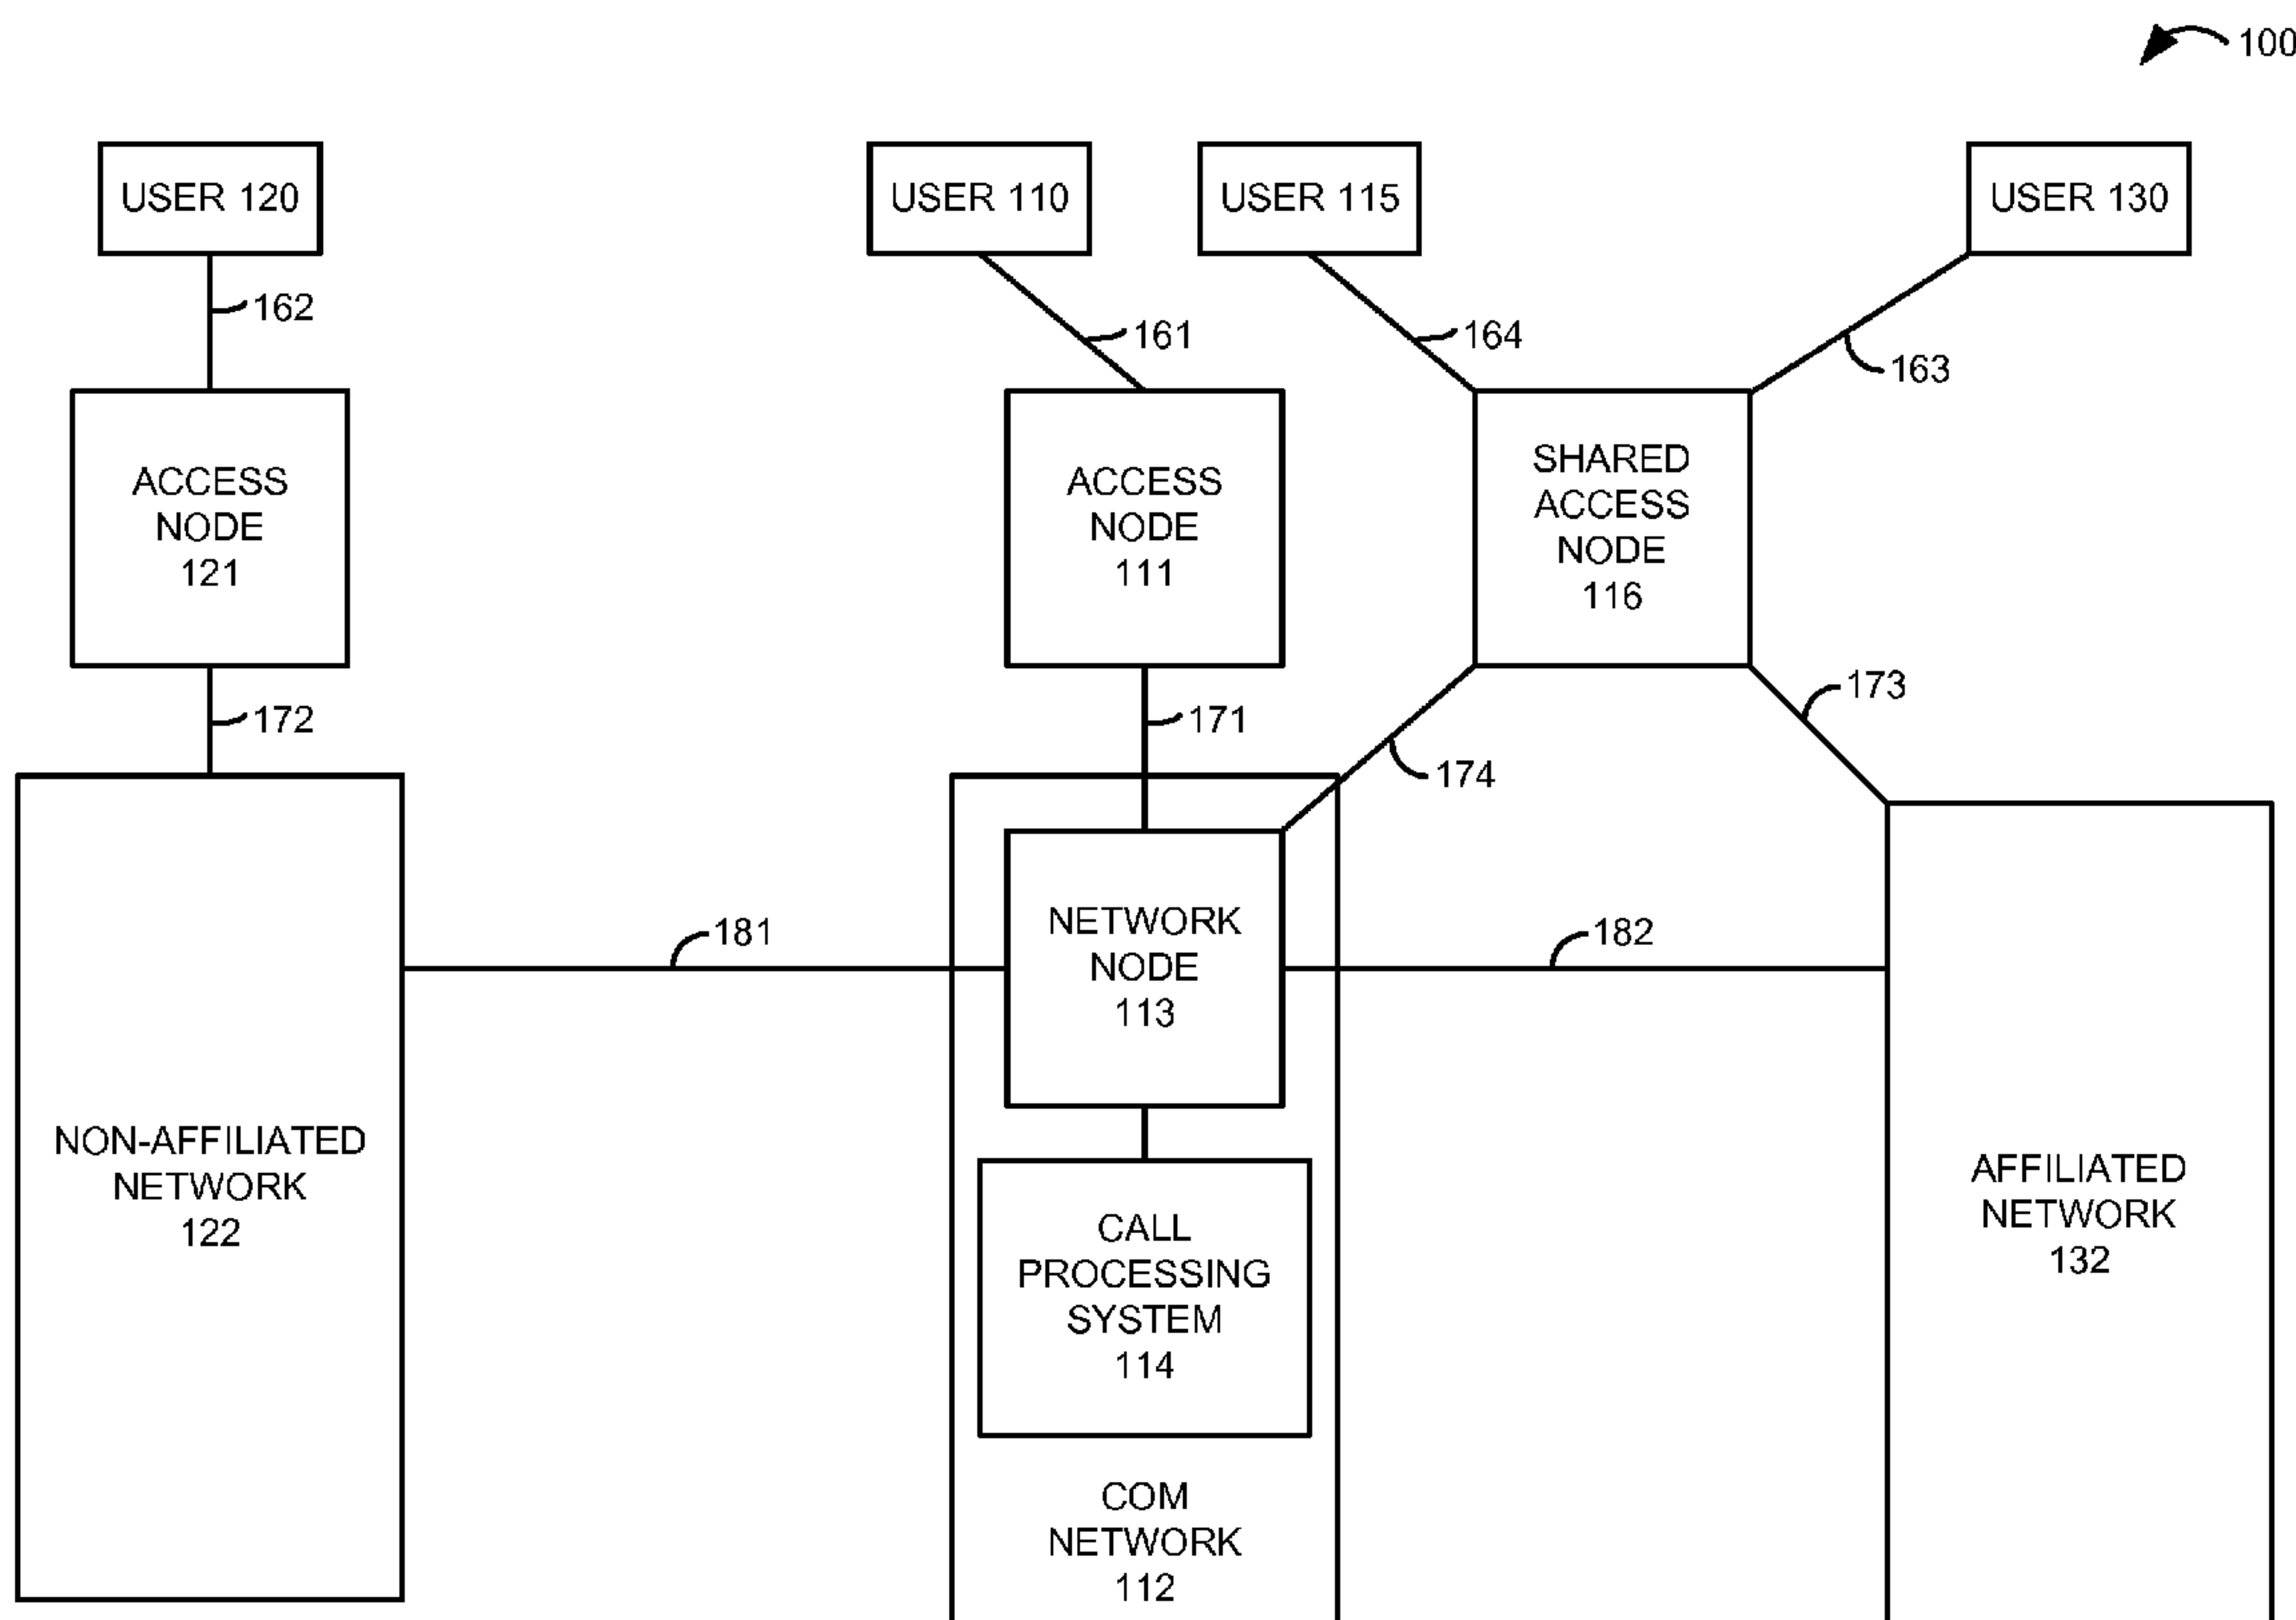 100
USER 120
USER 110
USER 115
USER 130
162
161
164
163
ACCESS
NODE
121
ACCESS
NODE
111
SHARED
ACCESS
NODE
116
172
171
174
173
181
182
NETWORK
NODE
113
NON-AFFILIATED
NETWORK
122
CALL
PROCESSING
SYSTEM
114
COM
NETWORK
112
AFFILIATED
NETWORK
132